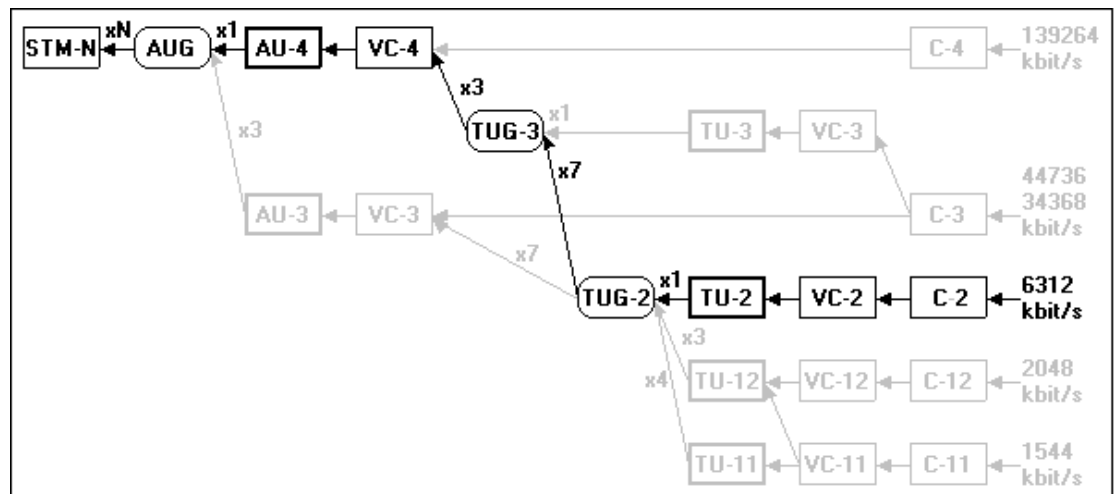 STM-N xN AUG x1 AU-4 VC-4 C-4 139264
kbit/s
x3
x3 TUG-3 x1 TU-3 VC-3
x7
44736
34368
kbit/s
AU-3 VC-3 C-3
x7
TUG-2 x1 TU-2 VC-2 C-2 6312
kbit/s
x3
x4 TU-12 VC-12 C-12 2048
kbit/s
TU-11 VC-11 C-11 1544
kbit/s